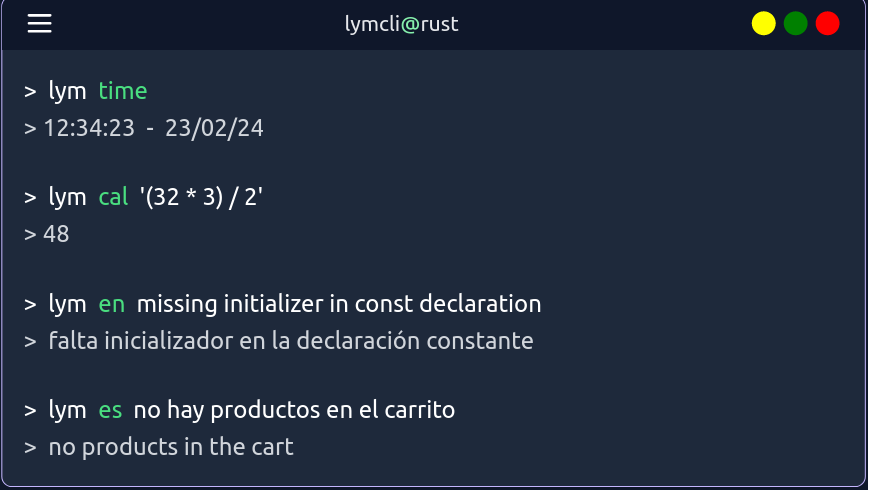 lymcli@rust
> lym time
> 12:34:23 - 23/02/24
> lym cal '(32 * 3) / 2'
> 48
> lym en missing initializer in const declaration
> falta inicializador en la declaración constante
> lym es no hay productos en el carrito
> no products in the cart